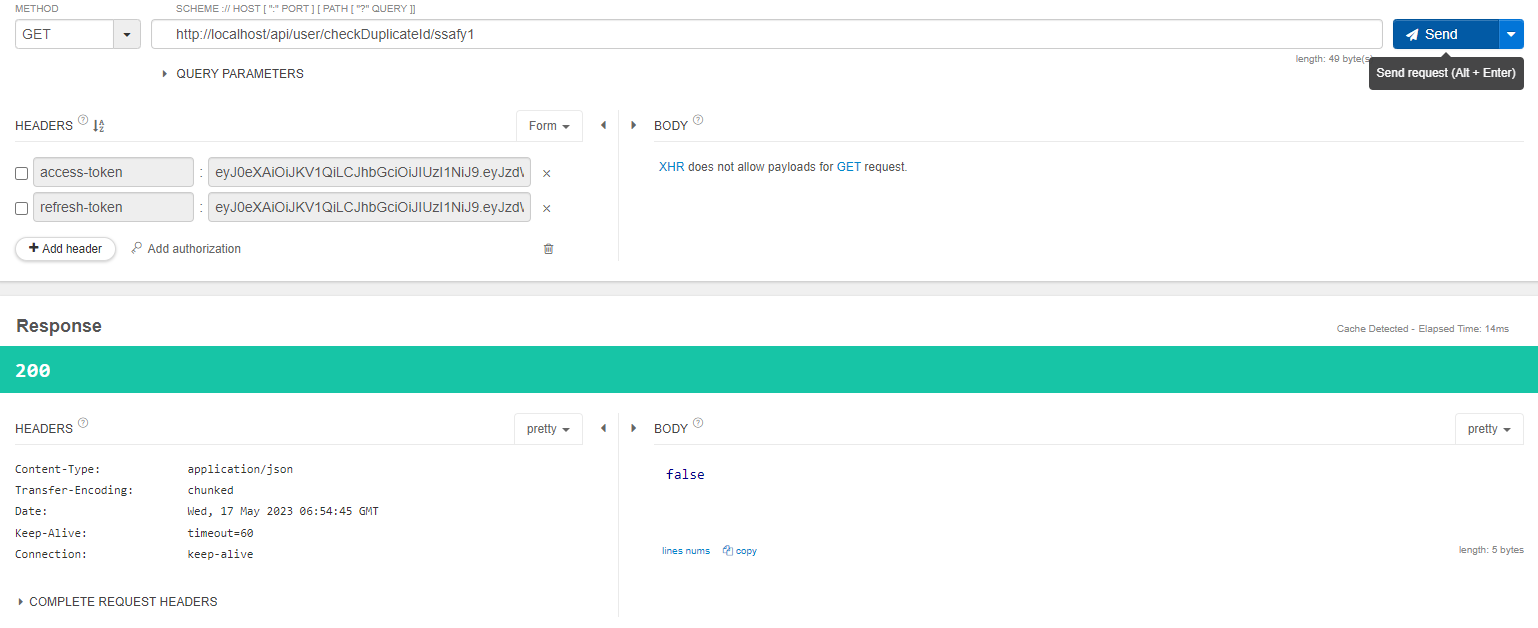 METHOD
SCHEME :// HOST [ ":" PORT ] [ PATH [ "?" QUERY ]]
GET
http://localhost/api/user/checkDuplicateId/ssafy1
Send
length: 49 byte(s)
Send request (Alt + Enter)
QUERY PARAMETERS
HEADERS ?
Form
BODY ?
access-token : eyJ0eXAiOiJKV1QiLCJhbGciOiJIUzI1NiJ9.eyJzdW
XHR does not allow payloads for GET request.
refresh-token : eyJ0eXAiOiJKV1QiLCJhbGciOiJIUzI1NiJ9.eyJzdW
+ Add header
Add authorization
Response
Cache Detected - Elapsed Time: 14ms
200
HEADERS ?
pretty
BODY ?
pretty
Content-Type: application/json
Transfer-Encoding: chunked
Date: Wed, 17 May 2023 06:54:45 GMT
Keep-Alive: timeout=60
Connection: keep-alive
COMPLETE REQUEST HEADERS
false
lines nums
copy
length: 5 bytes